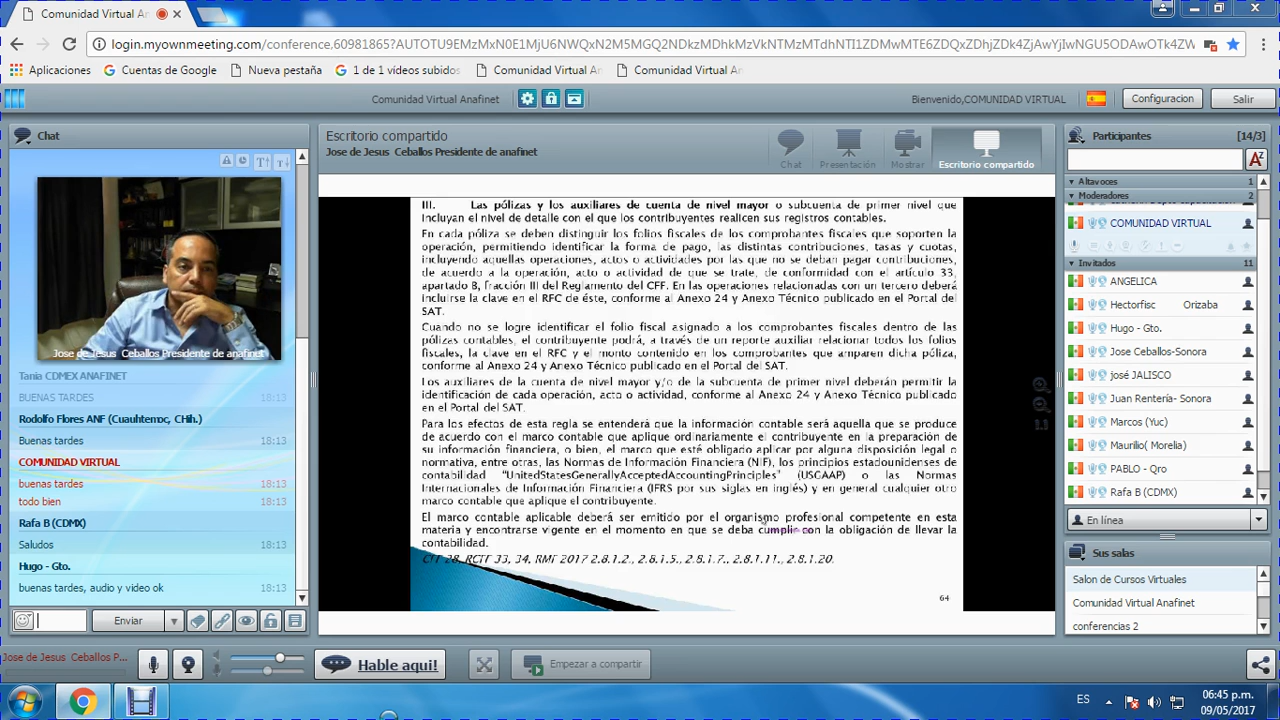 Comunidad Virtual An
login.myownmeeting.com/conference.60981865?
Aplicaciones
Cuentas de Google
Nueva pestaña
1 de 1 vídeos subidos
Comunidad Virtual An
Comunidad Virtual An
Comunidad Virtual Anafinet
Bienvenido,COMUNIDAD VIRTUAL
Configuracion
Salir
Chat
Jose de Jesus Ceballos Presidente de anafinet
Tania CDMEX ANAFINET
BUENAS TARDES 18:13
Rodolfo Flores ANF (Cuauhtemoc, CHih.)
Buenas tardes 18:13
COMUNIDAD VIRTUAL
buenas tardes 18:13
todo bien 18:13
Rafa B (CDMX)
Saludos 18:13
Hugo - Gto.
buenas tardes, audio y video ok 18:13
Enviar
Jose de Jesus Ceballos P...
Escritorio compartido
Jose de Jesus Ceballos Presidente de anafinet
Chat
Presentación
Mostrar
Escritorio compartido
III. Las pólizas y los auxiliares de cuenta de nivel mayor o subcuenta de primer nivel que
incluyan el nivel de detalle con el que los contribuyentes realicen sus registros contables.
En cada póliza se deben distinguir los folios fiscales de los comprobantes fiscales que soporten la
operación, permitiendo identificar la forma de pago, las distintas contribuciones, tasas y cuotas,
incluyendo aquellas operaciones, actos o actividades por las que no se deban pagar contribuciones,
de acuerdo a la operación, acto o actividad de que se trate, de conformidad con el artículo 33,
apartado B, fracción III del Reglamento del CFF. En las operaciones relacionadas con un tercero deberá
incluirse la clave en el RFC de éste, conforme al Anexo 24 y Anexo Técnico publicado en el Portal del
SAT.
Cuando no se logre identificar el folio fiscal asignado a los comprobantes fiscales dentro de las
pólizas contables, el contribuyente podrá, a través de un reporte auxiliar relacionar todos los folios
fiscales, la clave en el RFC y el monto contenido en los comprobantes que amparen dicha póliza,
conforme al Anexo 24 y Anexo Técnico publicado en el Portal del SAT.
Los auxiliares de la cuenta de nivel mayor y/o de la subcuenta de primer nivel deberán permitir la
identificación de cada operación, acto o actividad, conforme al Anexo 24 y Anexo Técnico publicado
en el Portal del SAT.
Para los efectos de esta regla se entenderá que la información contable será aquella que se produce
de acuerdo con el marco contable que aplique ordinariamente el contribuyente en la preparación de
su información financiera, o bien, el marco que esté obligado aplicar por alguna disposición legal o
normativa, entre otras, las Normas de Información Financiera (NIF), los principios estadounidenses de
contabilidad "UnitedStatesGenerallyAcceptedAccountingPrinciples" (USGAAP) o las Normas
Internacionales de Información Financiera (IFRS por sus siglas en inglés) y en general cualquier otro
marco contable que aplique el contribuyente.
El marco contable aplicable deberá ser emitido por el organismo profesional competente en esta
materia y encontrarse vigente en el momento en que se deba cumplir con la obligación de llevar la
contabilidad.
CFF 28, RCFF 33, 34, RMF 2017 2.8.1.2., 2.8.1.5., 2.8.1.7., 2.8.1.11., 2.8.1.20.
64
1:1
Hable aqui!
Empezar a compartir
Participantes [14/3]
Altavoces 1
Moderadores 2
COMUNIDAD VIRTUAL
Invitados 11
ANGELICA
Hectorfisc Orizaba
Hugo - Gto.
Jose Ceballos-Sonora
josé JALISCO
Juan Rentería- Sonora
Marcos (Yuc)
Maurilio( Morelia)
PABLO - Qro
Rafa B (CDMX)
En línea
Sus salas
Salon de Cursos Virtuales
Comunidad Virtual Anafinet
conferencias 2
ES
06:45 p.m.
09/05/2017